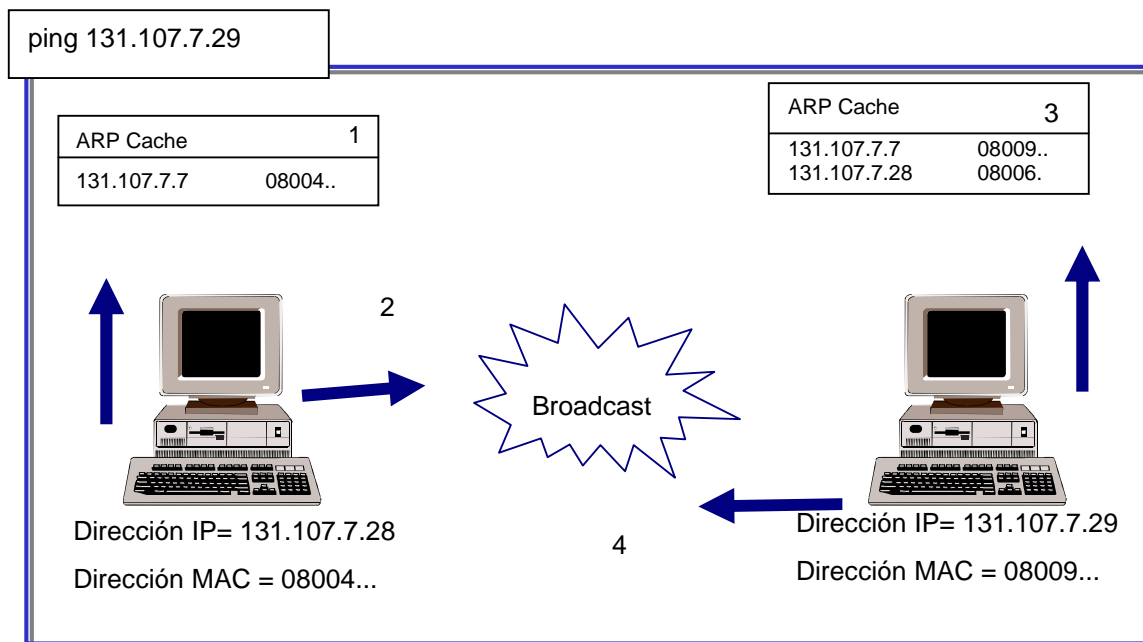 ping 131.107.7.29
ARP Cache 1
131.107.7.7 08004..
ARP Cache 3
131.107.7.7 08009..
131.107.7.28 08006.
2
Broadcast
4
Dirección IP= 131.107.7.28
Dirección MAC = 08004...
Dirección IP= 131.107.7.29
Dirección MAC = 08009...